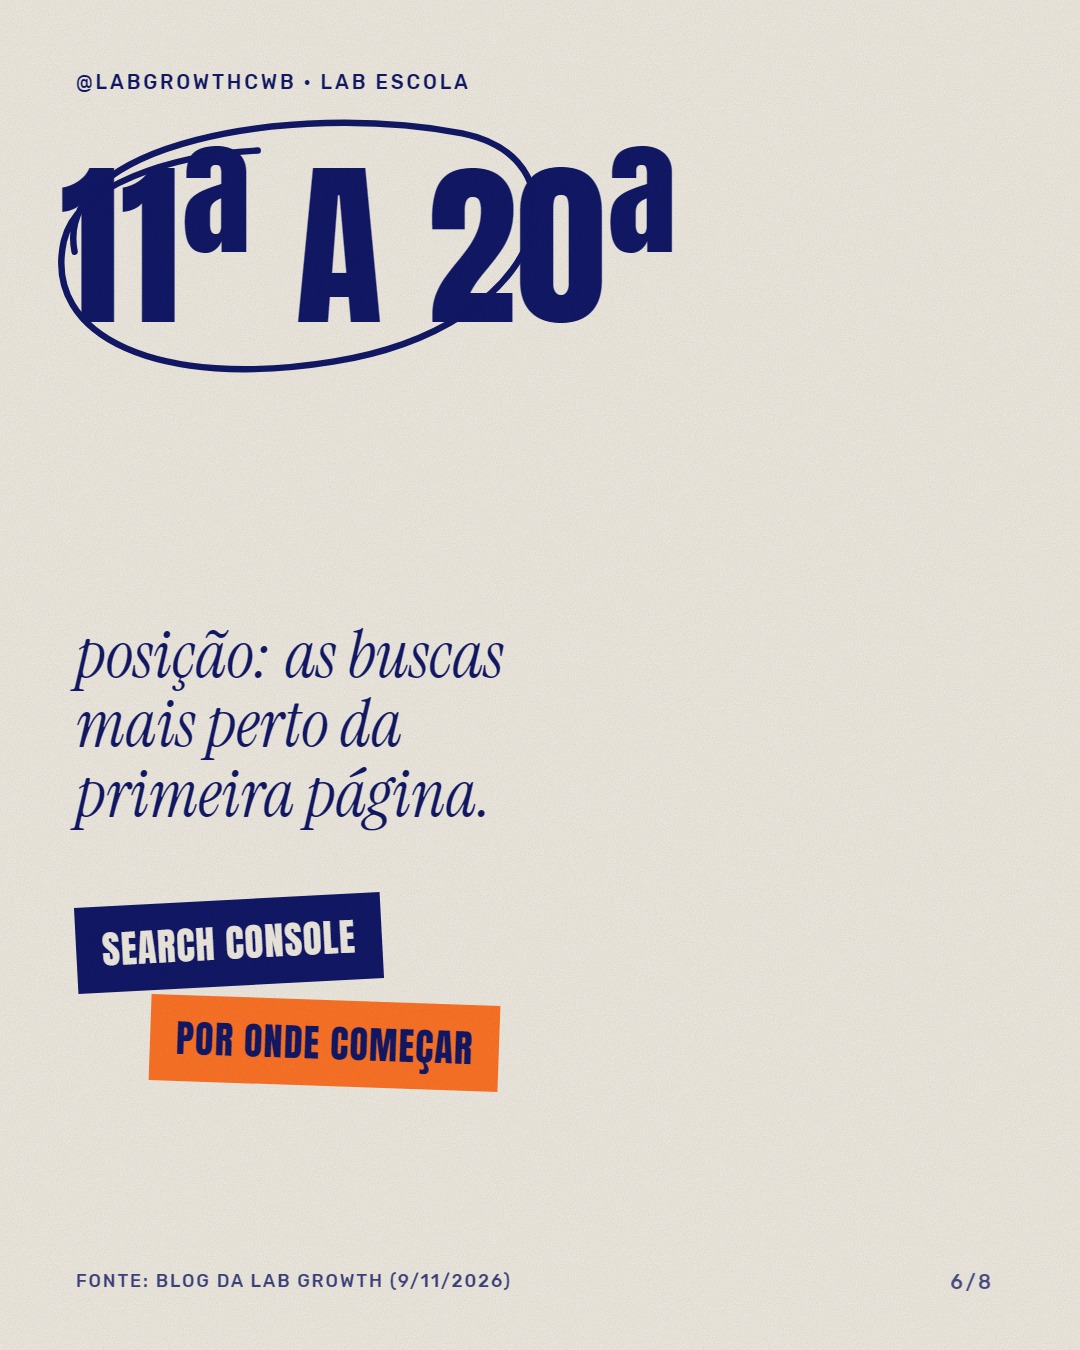 @LABGROWTHCWB • LAB ESCOLA
11ª A 20ª
posição: as buscas
mais perto da
primeira página.
SEARCH CONSOLE
POR ONDE COMEÇAR
FONTE: BLOG DA LAB GROWTH (9/11/2026)
6/8